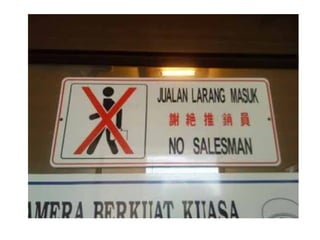 JUALAN LARANG MASUK
謝絕推銷員
NO SALESMAN
AMERA BERKUAT KUASA